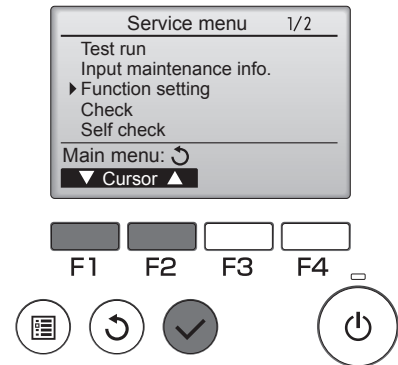 Service menu 1/2
Test run
Input maintenance info.
Function setting
Check
Self check
Main menu:
▼ Cursor ▲
F1 F2 F3 F4